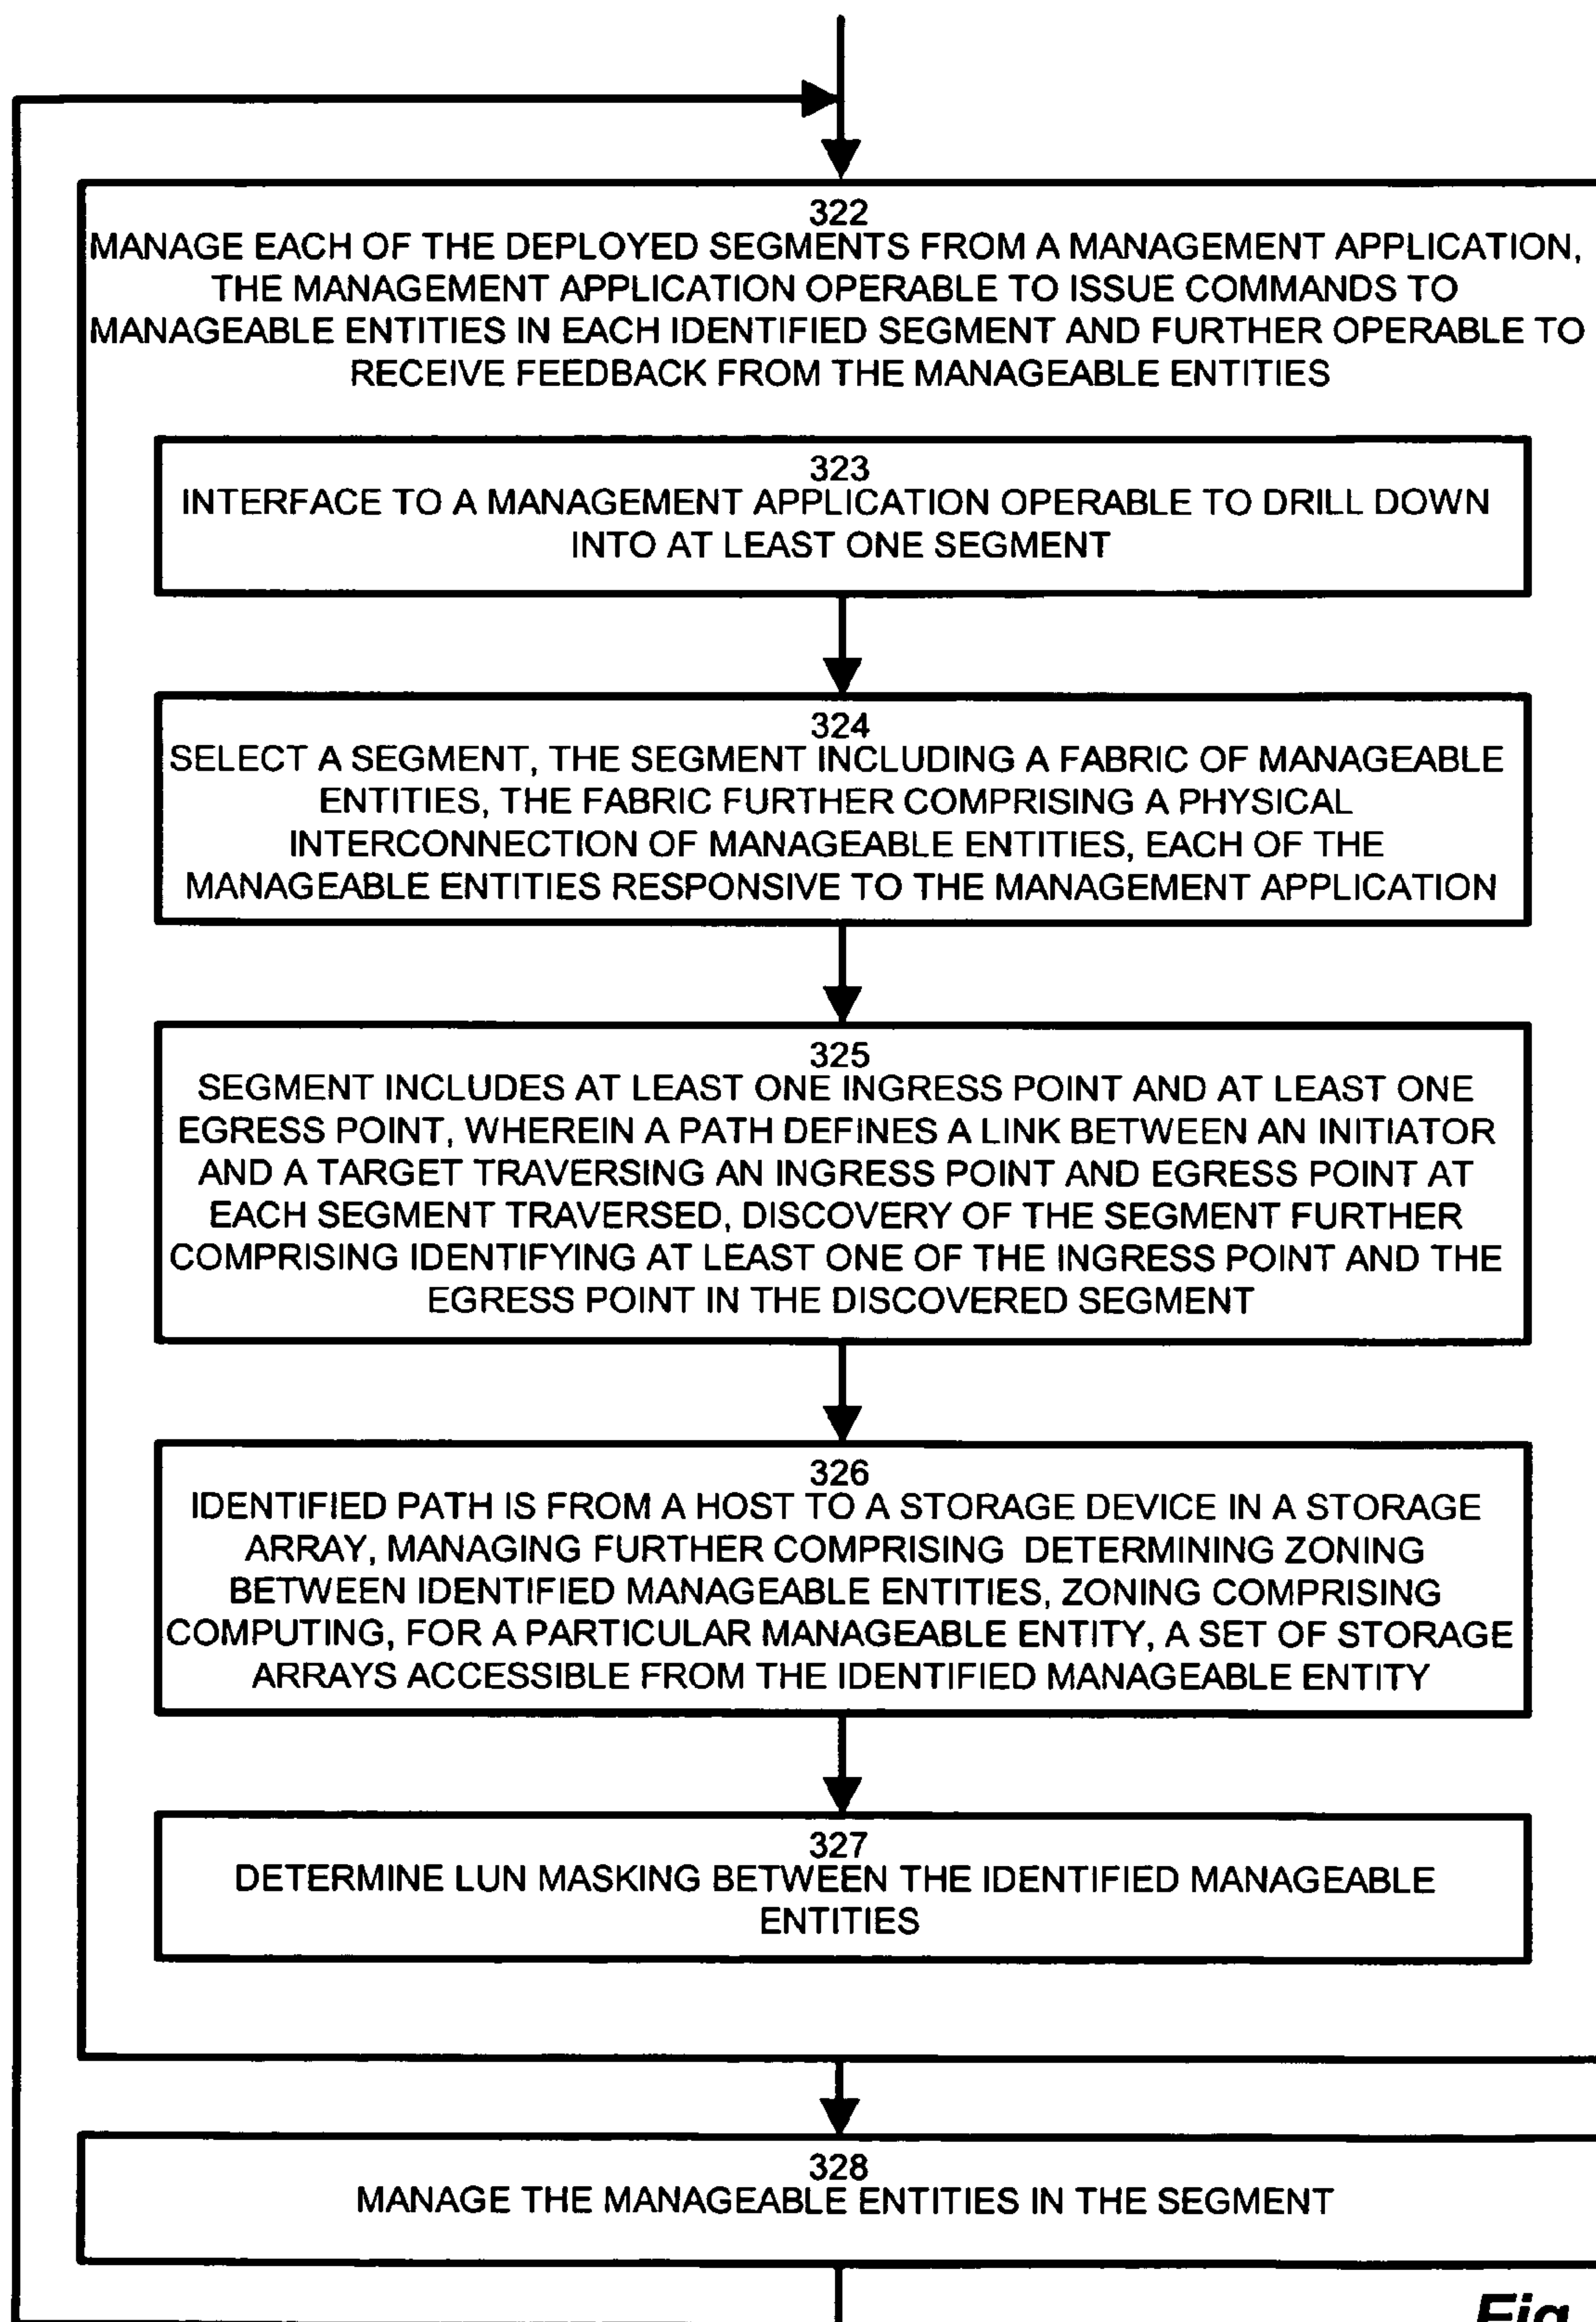 322
MANAGE EACH OF THE DEPLOYED SEGMENTS FROM A MANAGEMENT APPLICATION,
THE MANAGEMENT APPLICATION OPERABLE TO ISSUE COMMANDS TO
MANAGEABLE ENTITIES IN EACH IDENTIFIED SEGMENT AND FURTHER OPERABLE TO
RECEIVE FEEDBACK FROM THE MANAGEABLE ENTITIES
323
INTERFACE TO A MANAGEMENT APPLICATION OPERABLE TO DRILL DOWN
INTO AT LEAST ONE SEGMENT
324
SELECT A SEGMENT, THE SEGMENT INCLUDING A FABRIC OF MANAGEABLE
ENTITIES, THE FABRIC FURTHER COMPRISING A PHYSICAL
INTERCONNECTION OF MANAGEABLE ENTITIES, EACH OF THE
MANAGEABLE ENTITIES RESPONSIVE TO THE MANAGEMENT APPLICATION
325
SEGMENT INCLUDES AT LEAST ONE INGRESS POINT AND AT LEAST ONE
EGRESS POINT, WHEREIN A PATH DEFINES A LINK BETWEEN AN INITIATOR
AND A TARGET TRAVERSING AN INGRESS POINT AND EGRESS POINT AT
EACH SEGMENT TRAVERSED, DISCOVERY OF THE SEGMENT FURTHER
COMPRISING IDENTIFYING AT LEAST ONE OF THE INGRESS POINT AND THE
EGRESS POINT IN THE DISCOVERED SEGMENT
326
IDENTIFIED PATH IS FROM A HOST TO A STORAGE DEVICE IN A STORAGE
ARRAY, MANAGING FURTHER COMPRISING DETERMINING ZONING
BETWEEN IDENTIFIED MANAGEABLE ENTITIES, ZONING COMPRISING
COMPUTING, FOR A PARTICULAR MANAGEABLE ENTITY, A SET OF STORAGE
ARRAYS ACCESSIBLE FROM THE IDENTIFIED MANAGEABLE ENTITY
327
DETERMINE LUN MASKING BETWEEN THE IDENTIFIED MANAGEABLE
ENTITIES
328
MANAGE THE MANAGEABLE ENTITIES IN THE SEGMENT
Fig